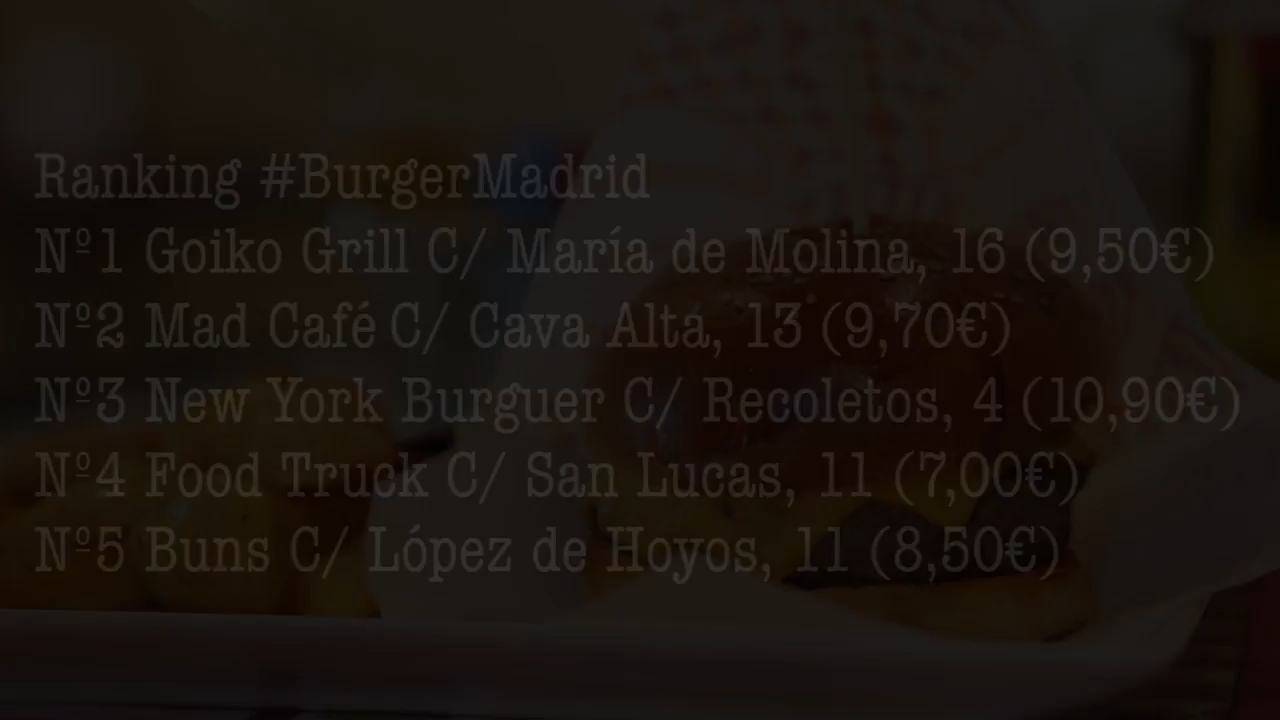 Ranking #BurgerMadrid
Nº1 Goiko Grill C/ María de Molina, 16 (9,50€)
Nº2 Mad Café C/ Cava Alta, 13 (9,70€)
Nº3 New York Burguer C/ Recoletos, 4 (10,90€)
Nº4 Food Truck C/ San Lucas, 11 (7,00€)
Nº5 Buns C/ López de Hoyos, 11 (8,50€)